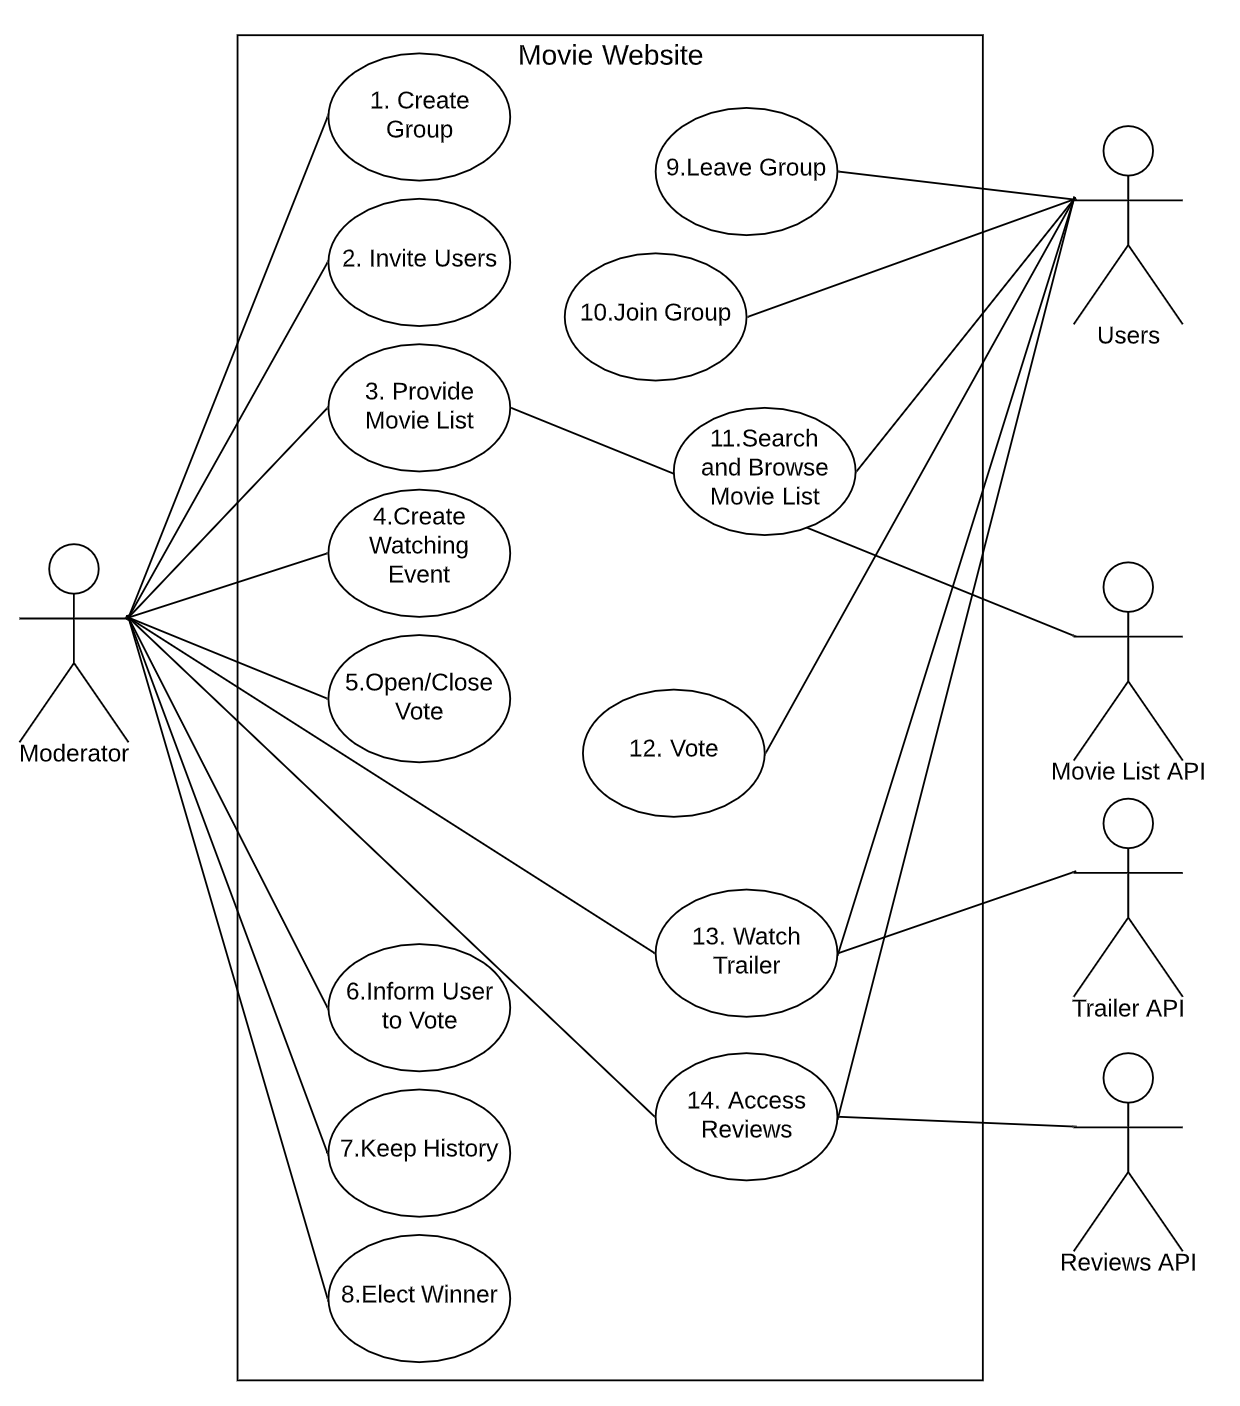 Movie Website
1. Create
Group
2. Invite Users
3. Provide
Movie List
4.Create
Watching
Event
5.Open/Close
Vote
6.Inform User
to Vote
7.Keep History
8.Elect Winner
9.Leave Group
10.Join Group
11.Search
and Browse
Movie List
12. Vote
13. Watch
Trailer
14. Access
Reviews
Moderator
Users
Movie List API
Trailer API
Reviews API